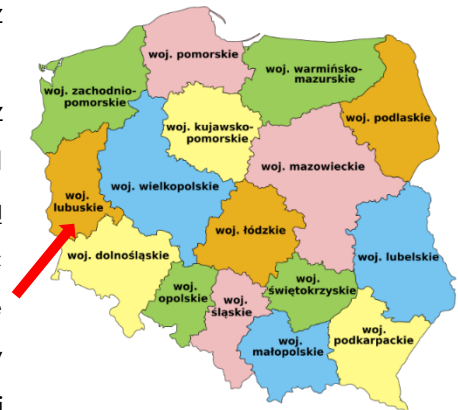 z
woj. pomorskie
woj. warmińsko-
mazurskie
woj. zachodnio-
pomorskie
woj. podlaskie
z
woj. kujawsko-
pomorskie
woj. mazowieckie
woj. wielkopolskie
woj.
lubuskie
woj. łódzkie
woj. dolnośląskie
woj. lubelskie
woj.
opolskie
woj.
śląskie
woj.
świętokrzyskie
e
woj.
podkarpackie
woj.
małopolskie
y
i